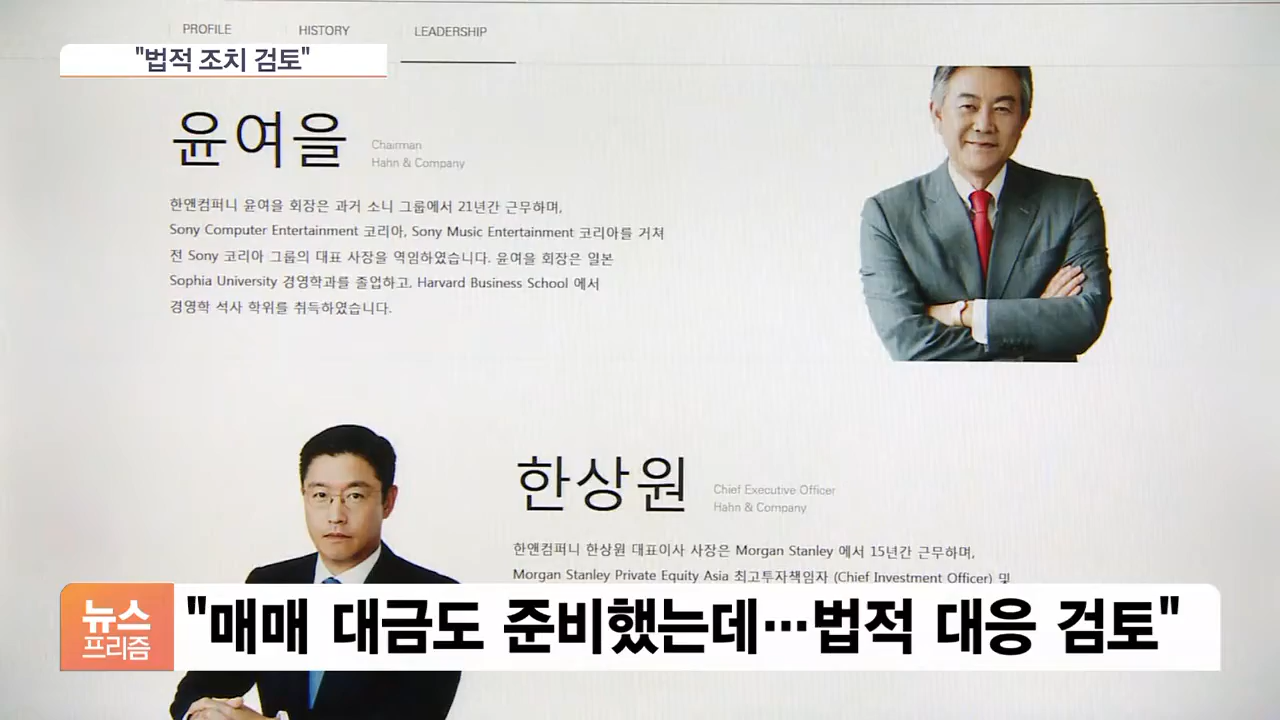 PROFILE
HISTORY
LEADERSHIP
"법적 조치 검토"
윤여을
Chairman
Hahn & Company
한앤컴퍼니 윤여을 회장은 과거 소니 그룹에서 21년간 근무하며,
Sony Computer Entertainment 코리아, Sony Music Entertainment 코리아를 거쳐
전 Sony 코리아 그룹의 대표 사장을 역임하였습니다. 윤여을 회장은 일본
Sophia University 경영학과를 졸업하고, Harvard Business School 에서
경영학 석사 학위를 취득하였습니다.
한상원
Chief Executive Officer
Hahn & Company
한앤컴퍼니 한상원 대표이사 사장은 Morgan Stanley 에서 15년간 근무하며,
Morgan Stanley Private Equity Asia 최고투자책임자 (Chief Investment Officer) 및
뉴스
프리즘
"매매 대금도 준비했는데…법적 대응 검토"